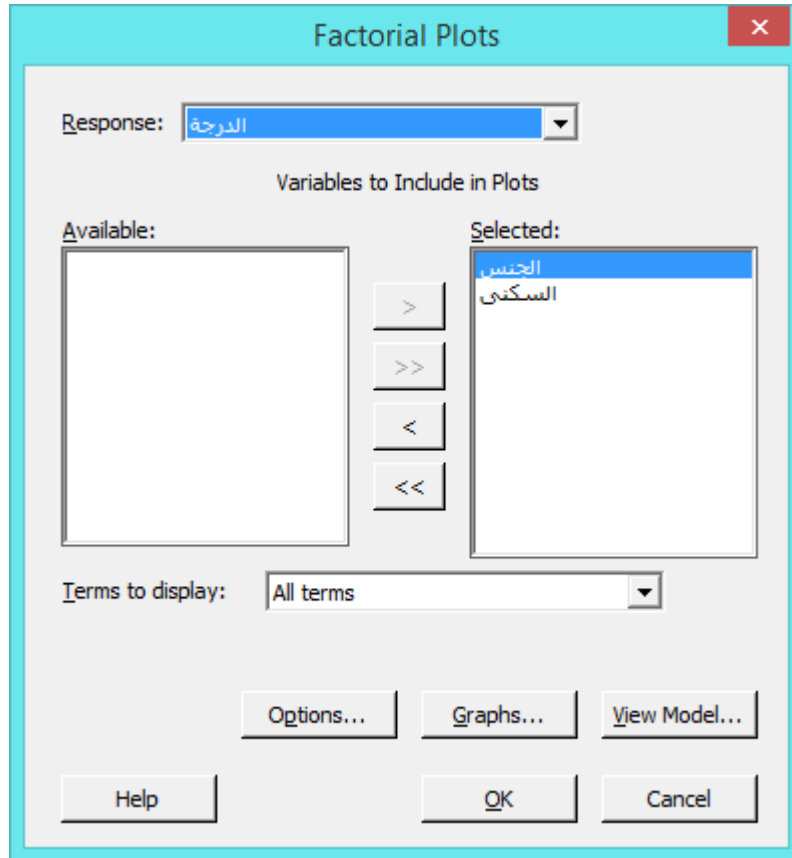 Factorial Plots
Response: الدرجة
Variables to Include in Plots
Available:
Selected:
الجنس
السكنى
>
>>
<
<<
Terms to display: All terms
Options... Graphs... View Model...
Help OK Cancel